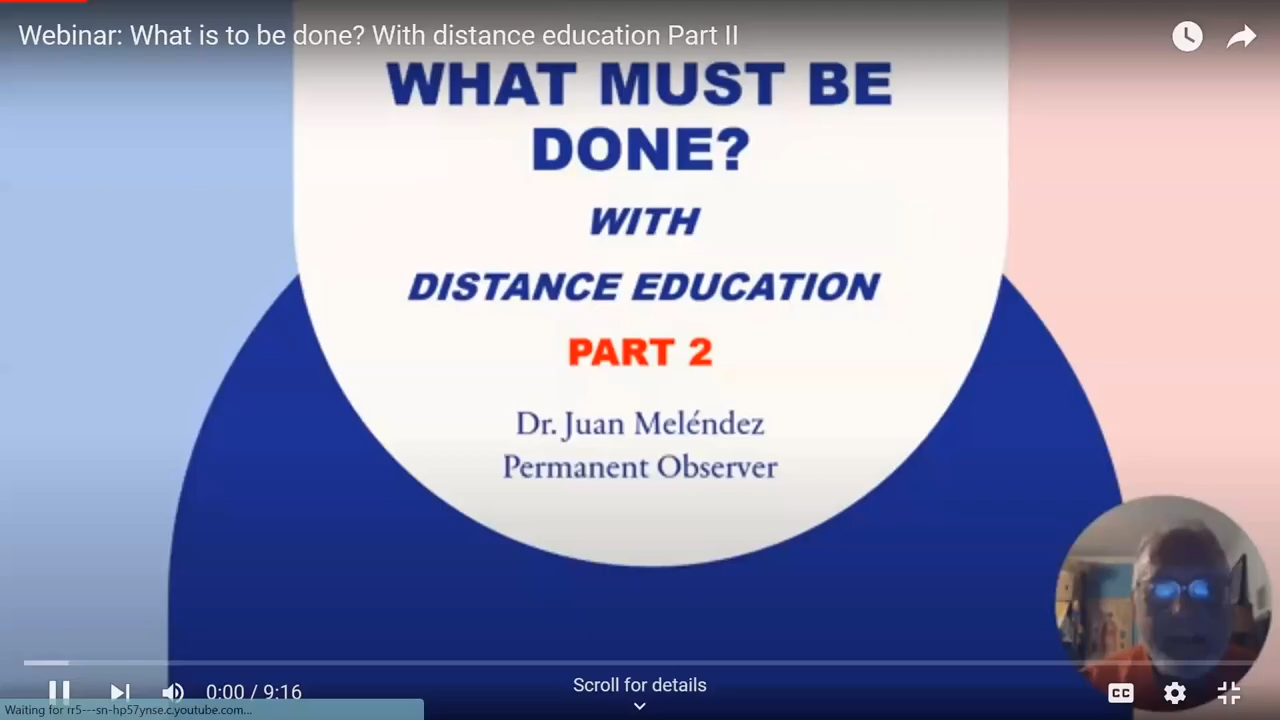 Webinar: What is to be done? With distance education Part II
WHAT MUST BE
DONE?
WITH
DISTANCE EDUCATION
PART 2
Dr. Juan Meléndez
Permanent Observer
0:00 / 9:16
Scroll for details
CC
Waiting for rr5---sn-hp57ynse.c.youtube.com...